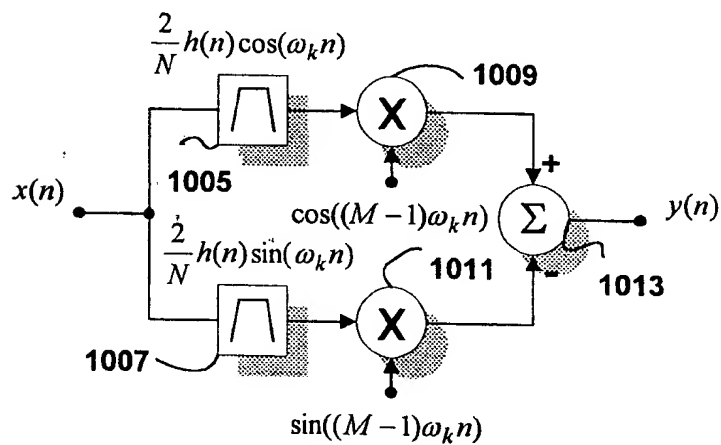 2/N h(n) cos(ω_k n)
1009
X
1005
x(n)
cos((M − 1)ω_k n)
+
Σ
y(n)
2/N h(n) sin(ω_k n)
1011
-
1013
X
1007
sin((M − 1)ω_k n)